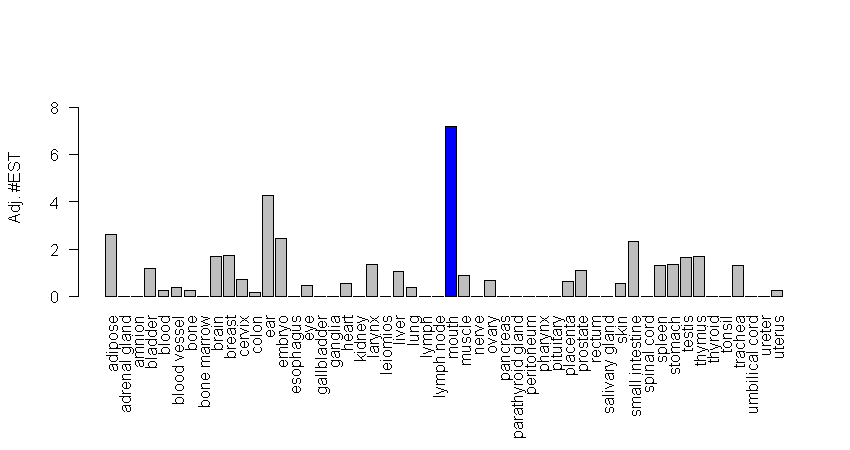 Adj. #EST
8
6
4
2
0
adipose
adrenal gland
amnion
bladder
blood
blood vessel
bone
bone marrow
brain
breast
cervix
colon
ear
embryo
esophagus
eye
gallbladder
ganglia
heart
kidney
larynx
leiomios
liver
lung
lymph
lymph node
mouth
muscle
nerve
ovary
pancreas
parathyroid gland
peritoneum
pharynx
pituitary
placenta
prostate
rectum
salivary gland
skin
small intestine
spinal cord
spleen
stomach
testis
thymus
thyroid
tonsil
trachea
umbilical cord
ureter
uterus